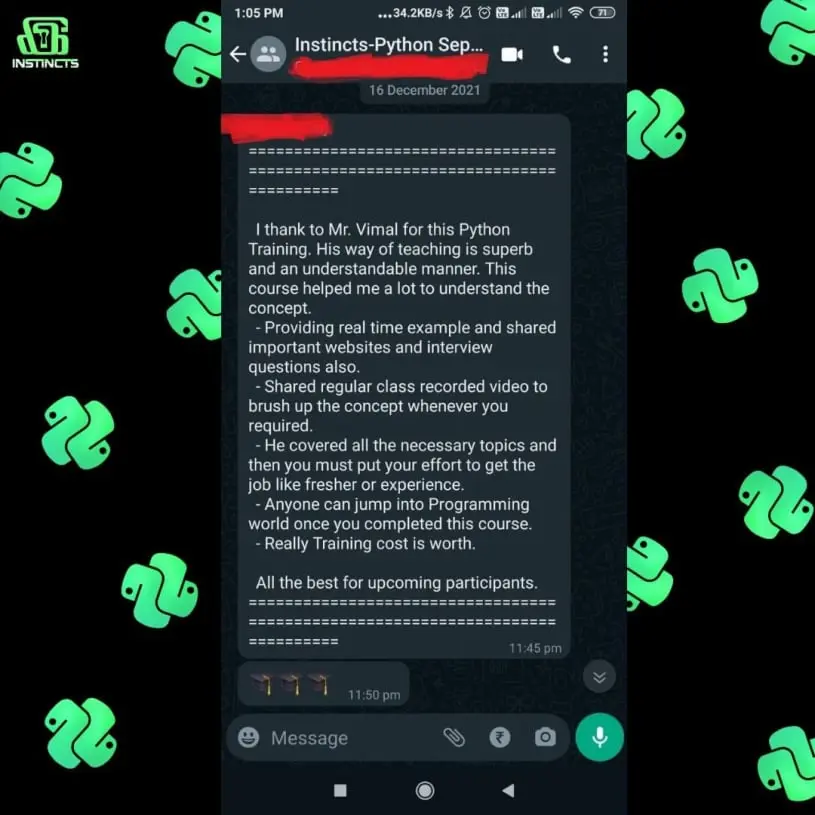 INSTINCTS
1:05 PM
...34.2KB/s
71
Instincts-Python Sep...
16 December 2021
==================================
==================================
==========
I thank to Mr. Vimal for this Python
Training. His way of teaching is superb
and an understandable manner. This
course helped me a lot to understand the
concept.
- Providing real time example and shared
important websites and interview
questions also.
- Shared regular class recorded video to
brush up the concept whenever you
required.
- He covered all the necessary topics and
then you must put your effort to get the
job like fresher or experience.
- Anyone can jump into Programming
world once you completed this course.
- Really Training cost is worth.
All the best for upcoming participants.
==================================
==================================
==========
11:45 pm
11:50 pm
Message